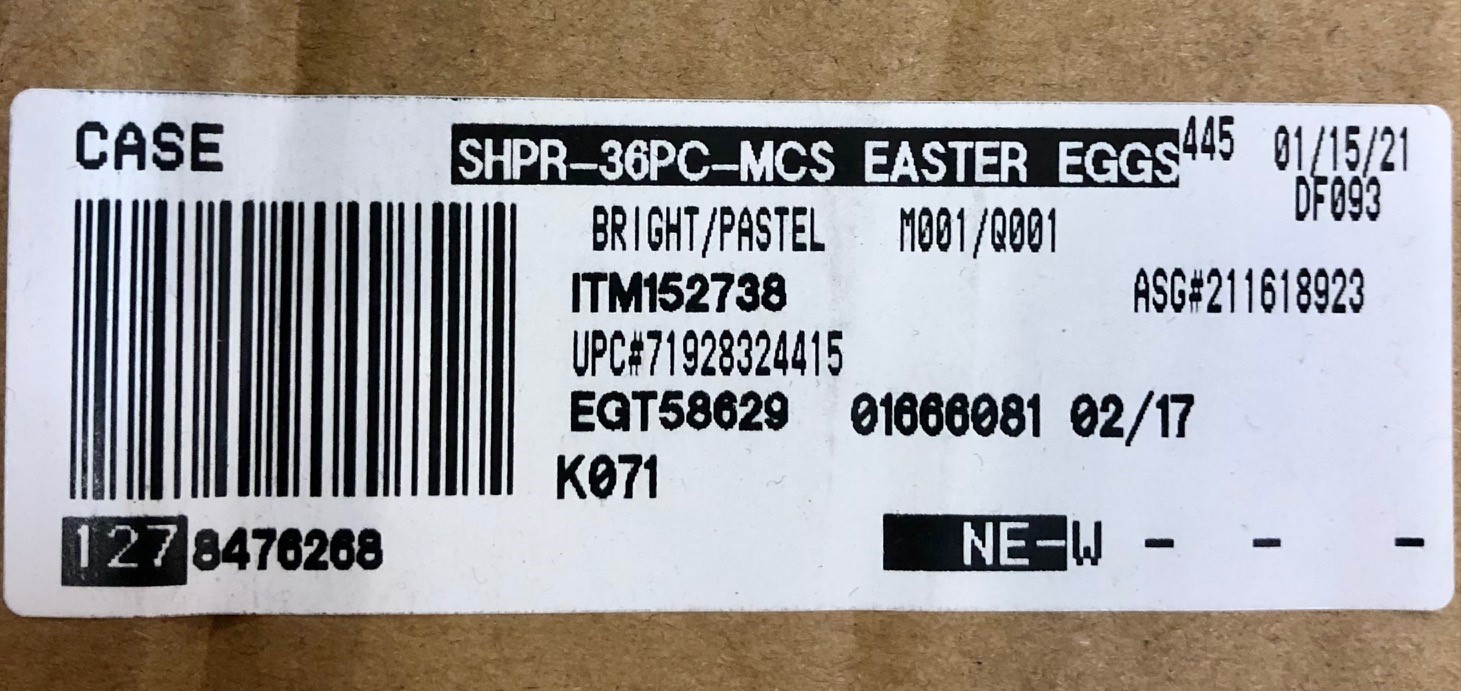 CASE SHPR-36PC-MCS EASTER EGGS 445 01/15/21
DF093
BRIGHT/PASTEL M001/Q001
ITM152738 ASG#211618923
UPC#71928324415
EGT58629 01666081 02/17
K071
127 8476268 NE-W - - -